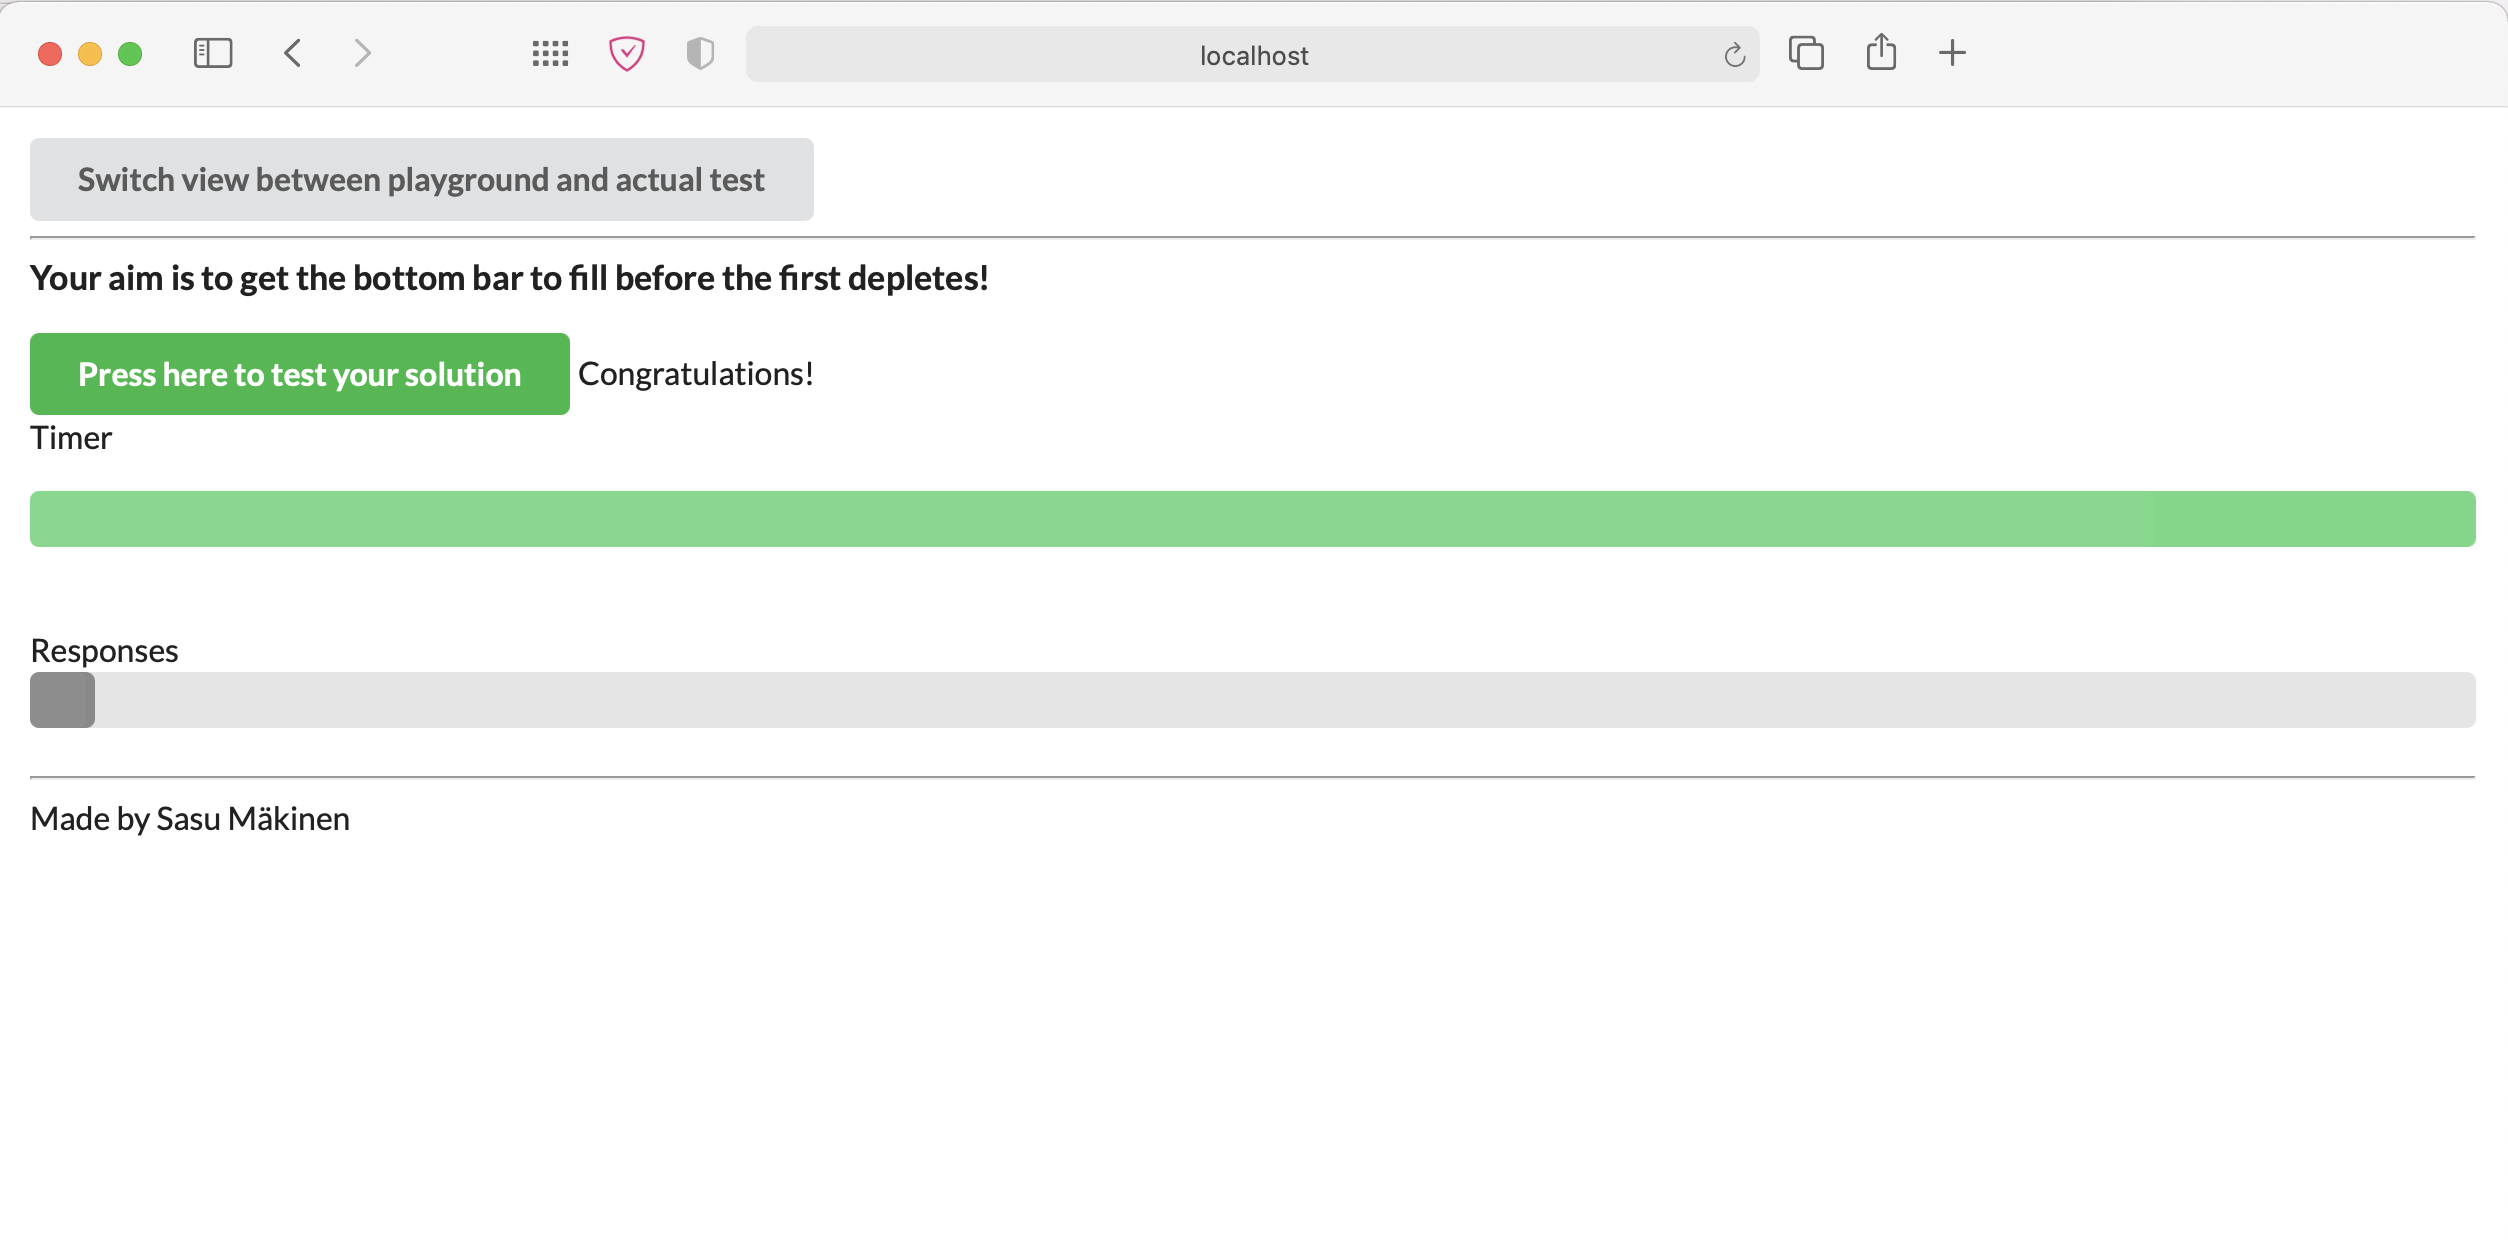 localhost
Switch view between playground and actual test
Your aim is to get the bottom bar to fill before the first depletes!
Press here to test your solution Congratulations!
Timer
Responses
Made by Sasu Mäkinen